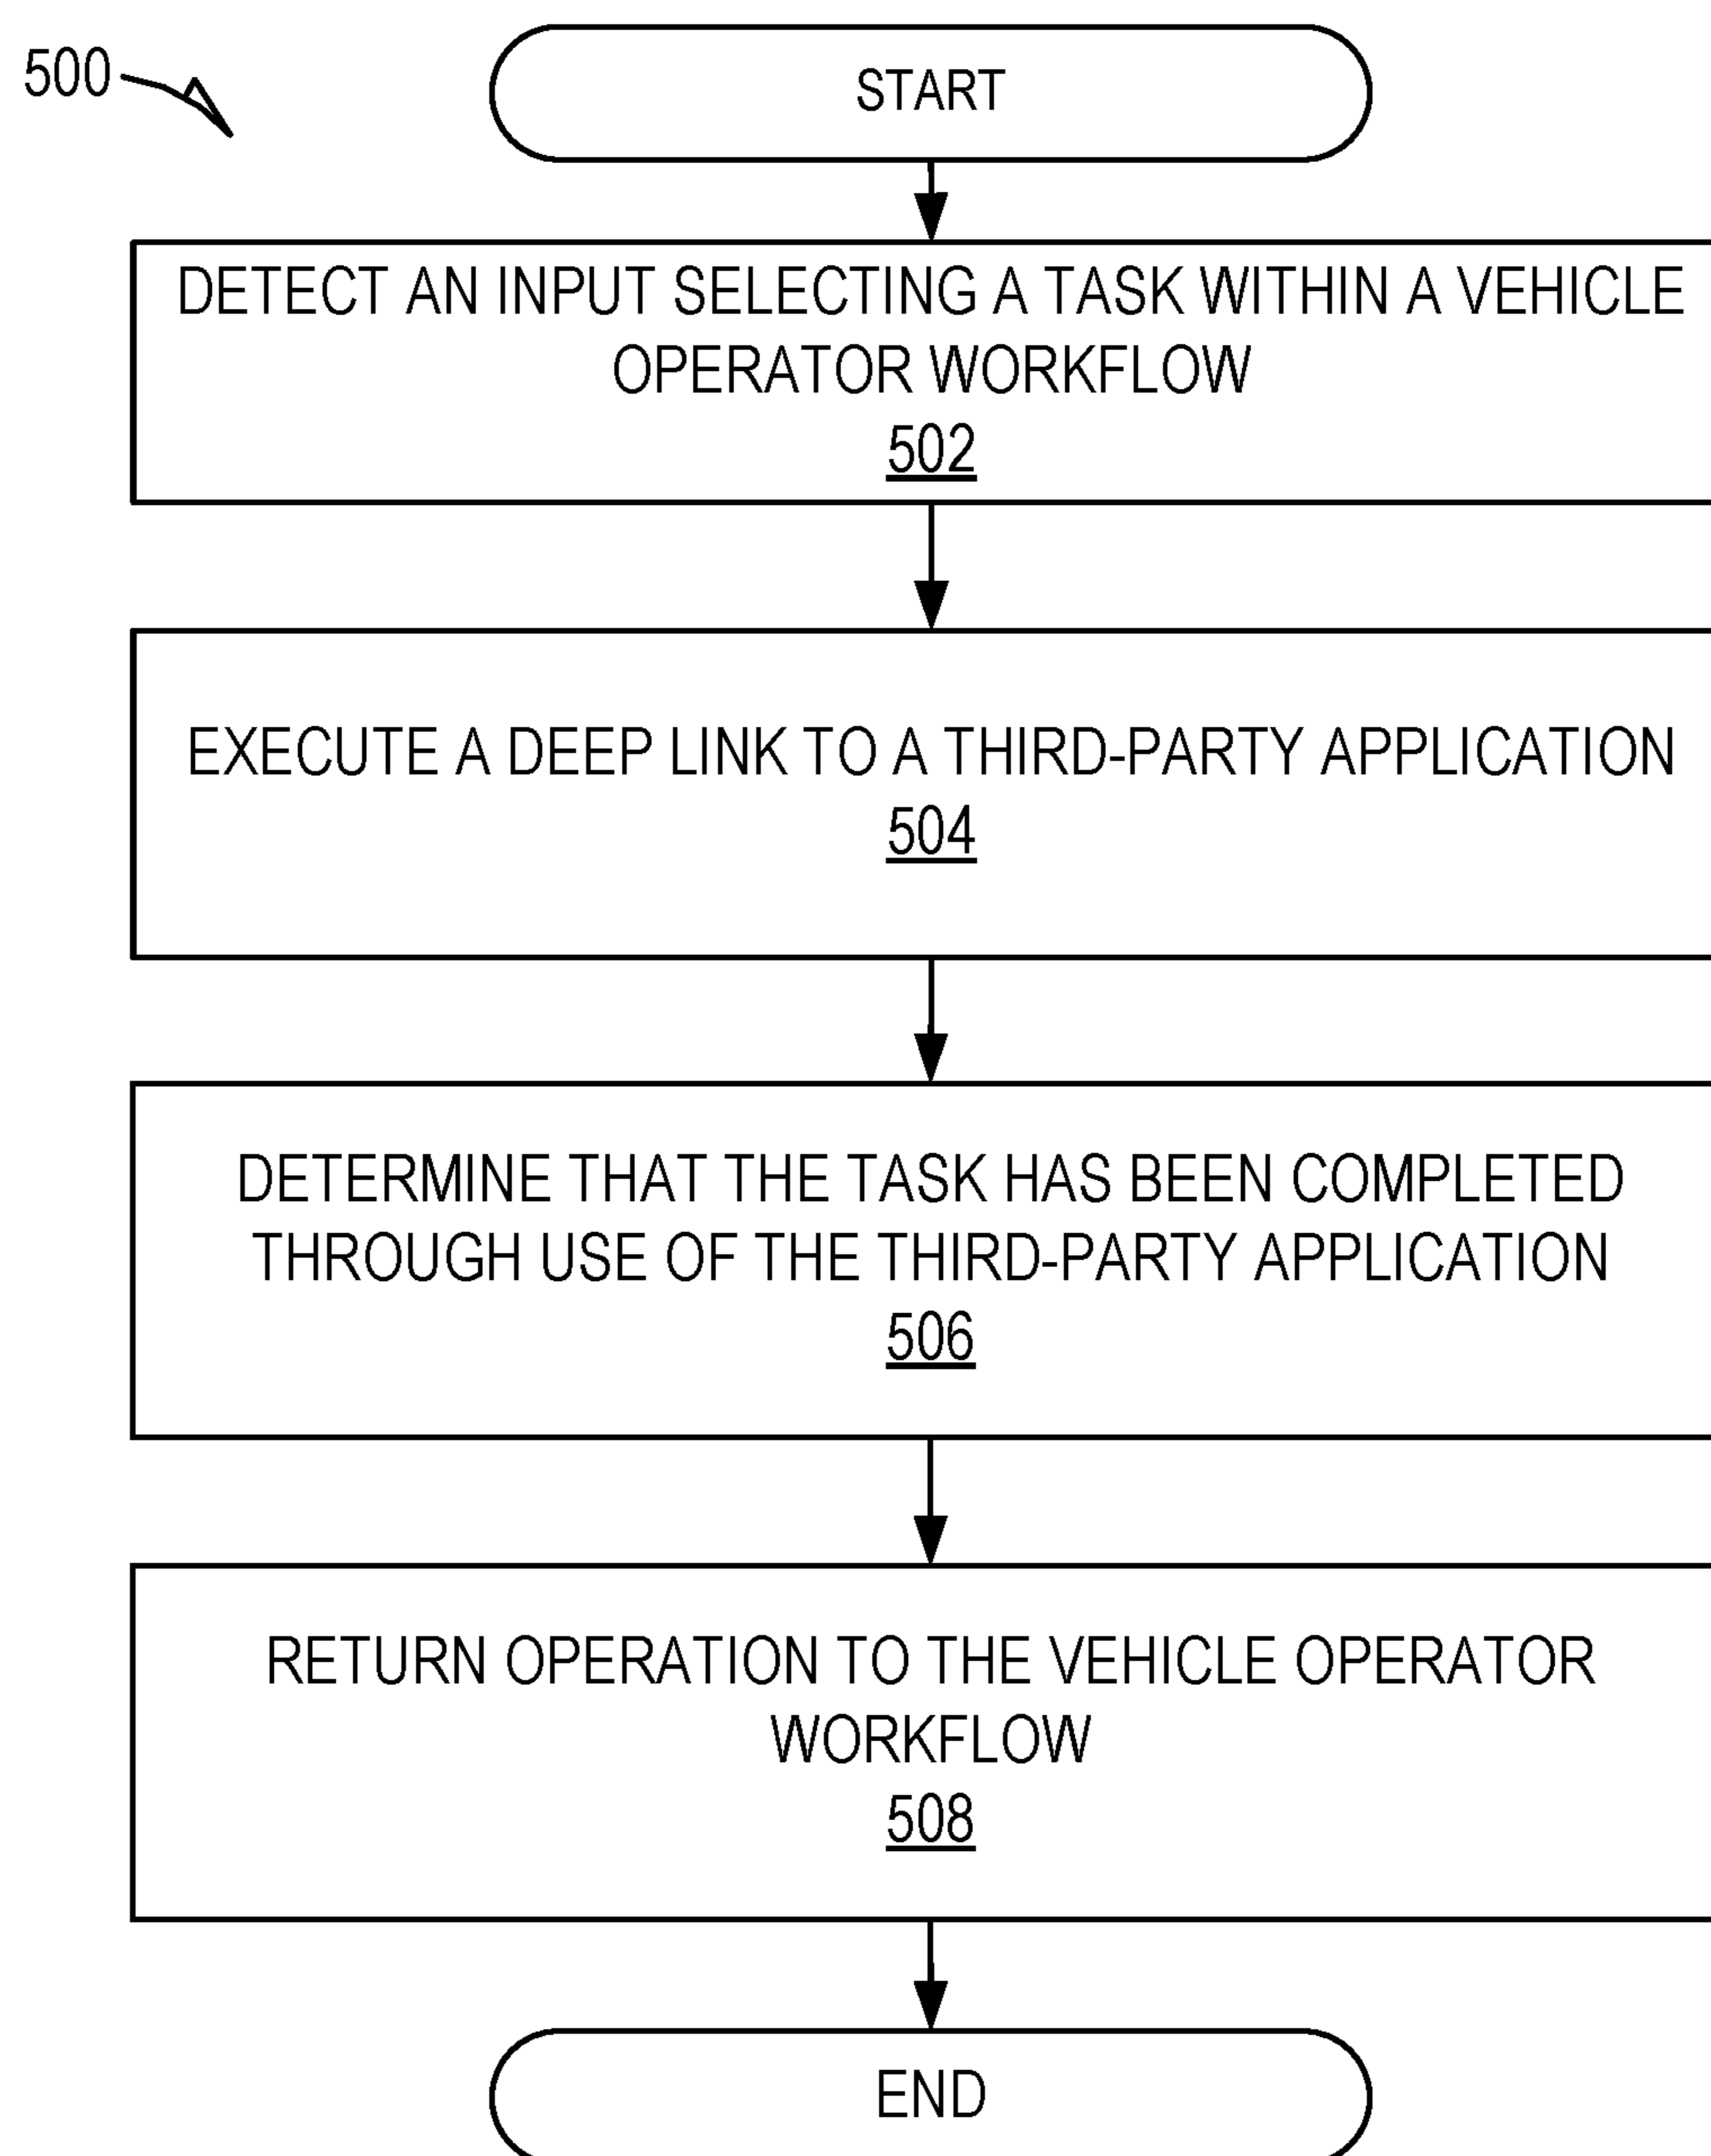 500
START
DETECT AN INPUT SELECTING A TASK WITHIN A VEHICLE
OPERATOR WORKFLOW
502
EXECUTE A DEEP LINK TO A THIRD-PARTY APPLICATION
504
DETERMINE THAT THE TASK HAS BEEN COMPLETED
THROUGH USE OF THE THIRD-PARTY APPLICATION
506
RETURN OPERATION TO THE VEHICLE OPERATOR
WORKFLOW
508
END